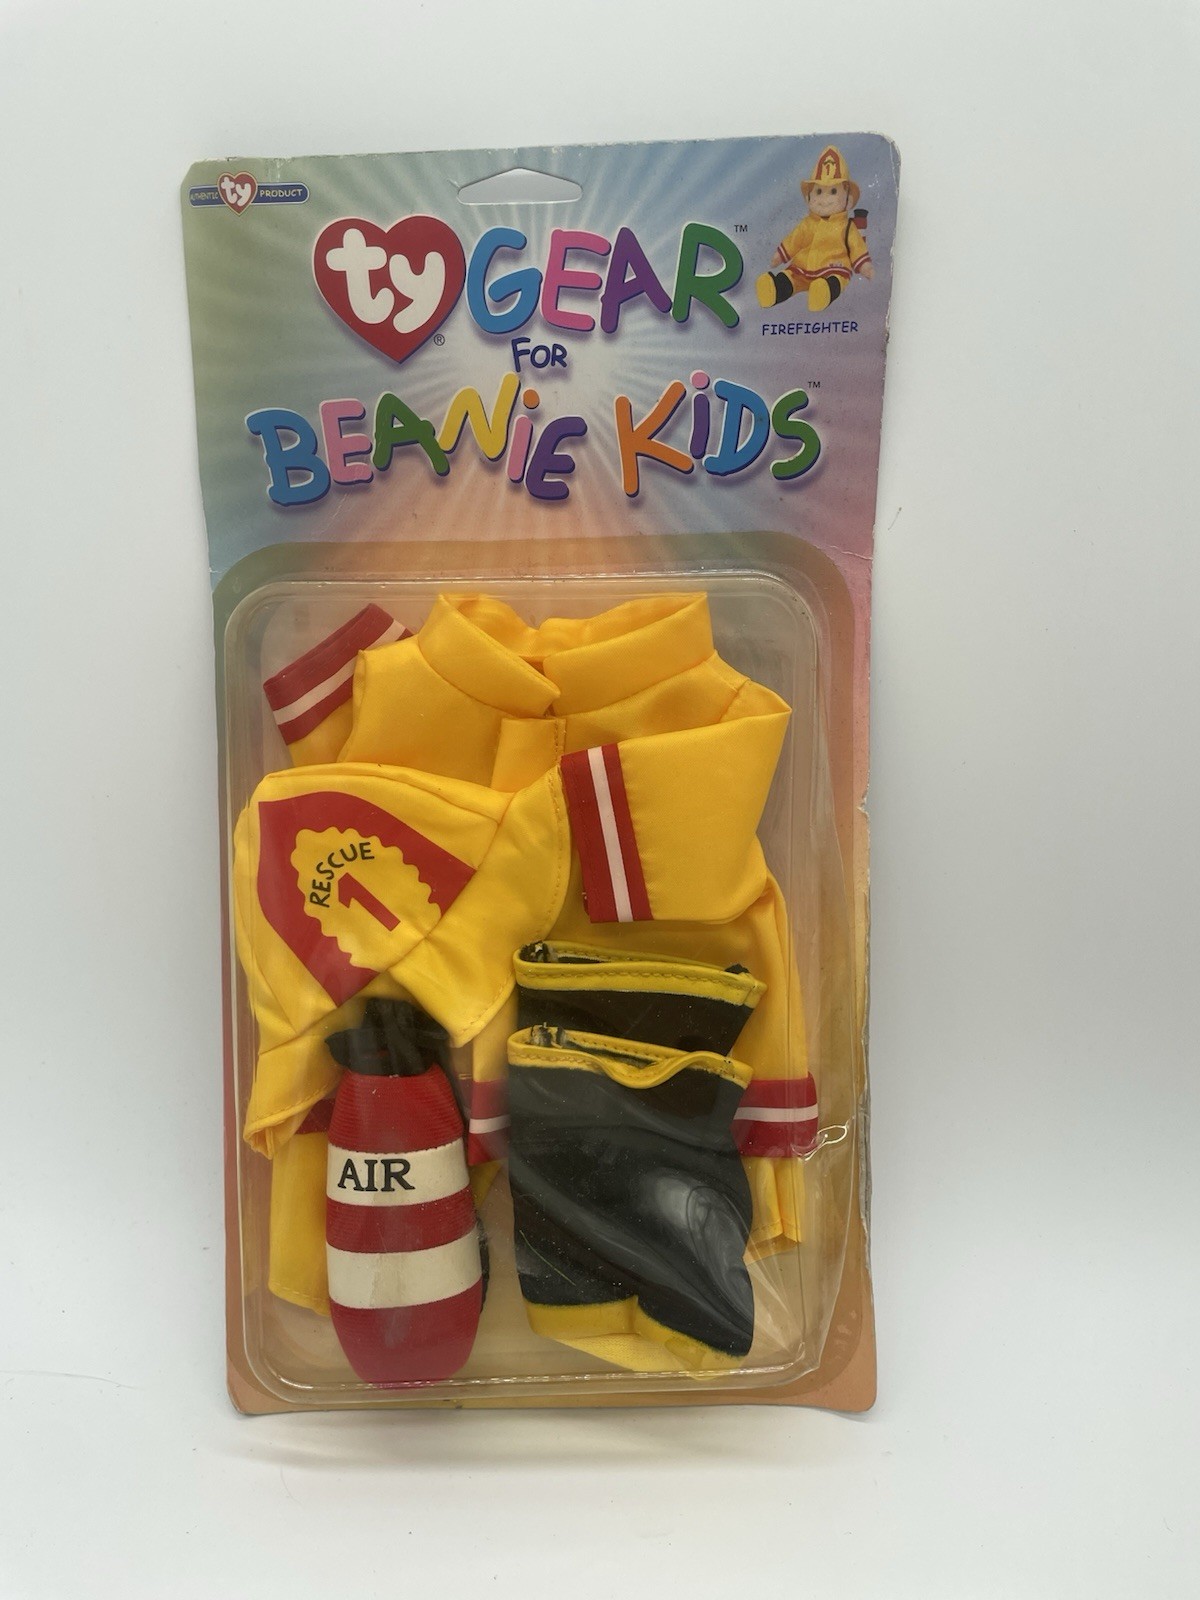 AUTHENTIC ty PRODUCT
ty® GEAR™
FOR
BEANiE KiDS™
FIREFIGHTER
RESCUE
1
AIR